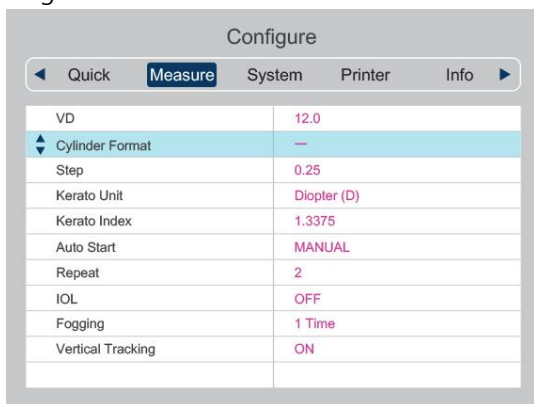 Configure
Quick Measure System Printer Info
VD 12.0
Cylinder Format —
Step 0.25
Kerato Unit Diopter (D)
Kerato Index 1.3375
Auto Start MANUAL
Repeat 2
IOL OFF
Fogging 1 Time
Vertical Tracking ON